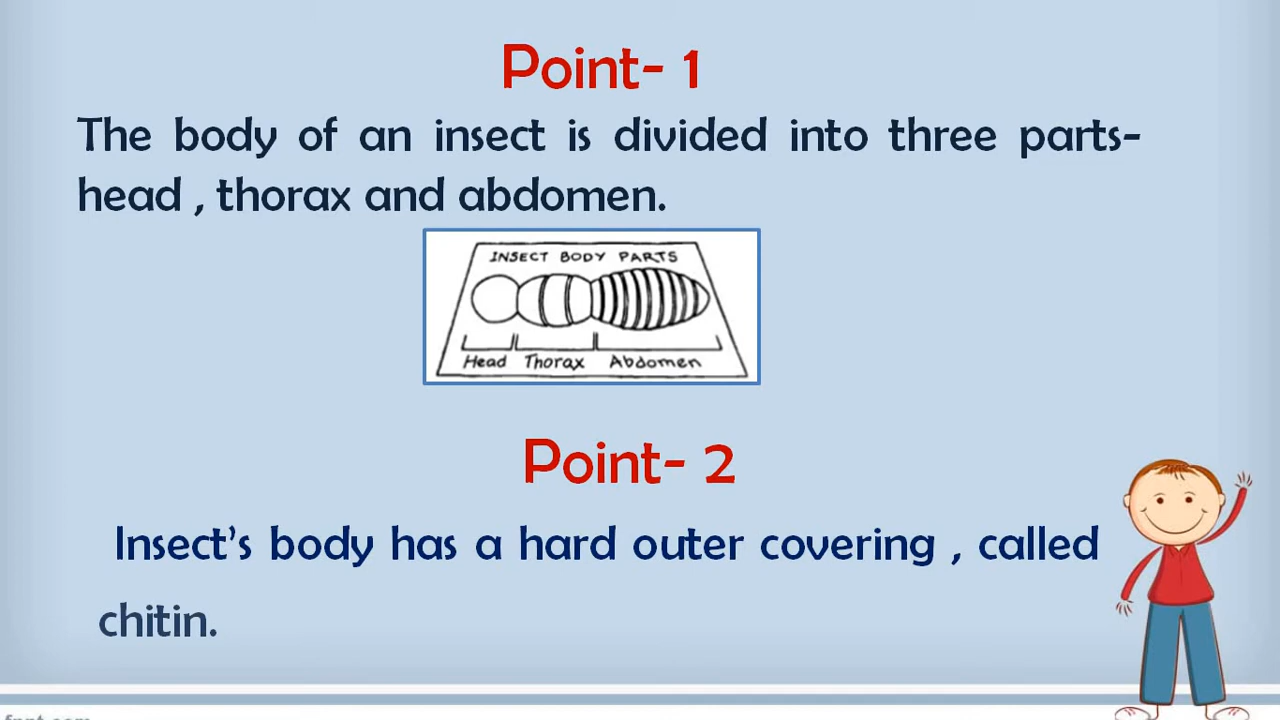 Point- 1
The body of an insect is divided into three parts-
head , thorax and abdomen.
INSECT BODY PARTS
Head Thorax Abdomen
Point- 2
Insect's body has a hard outer covering , called
chitin.